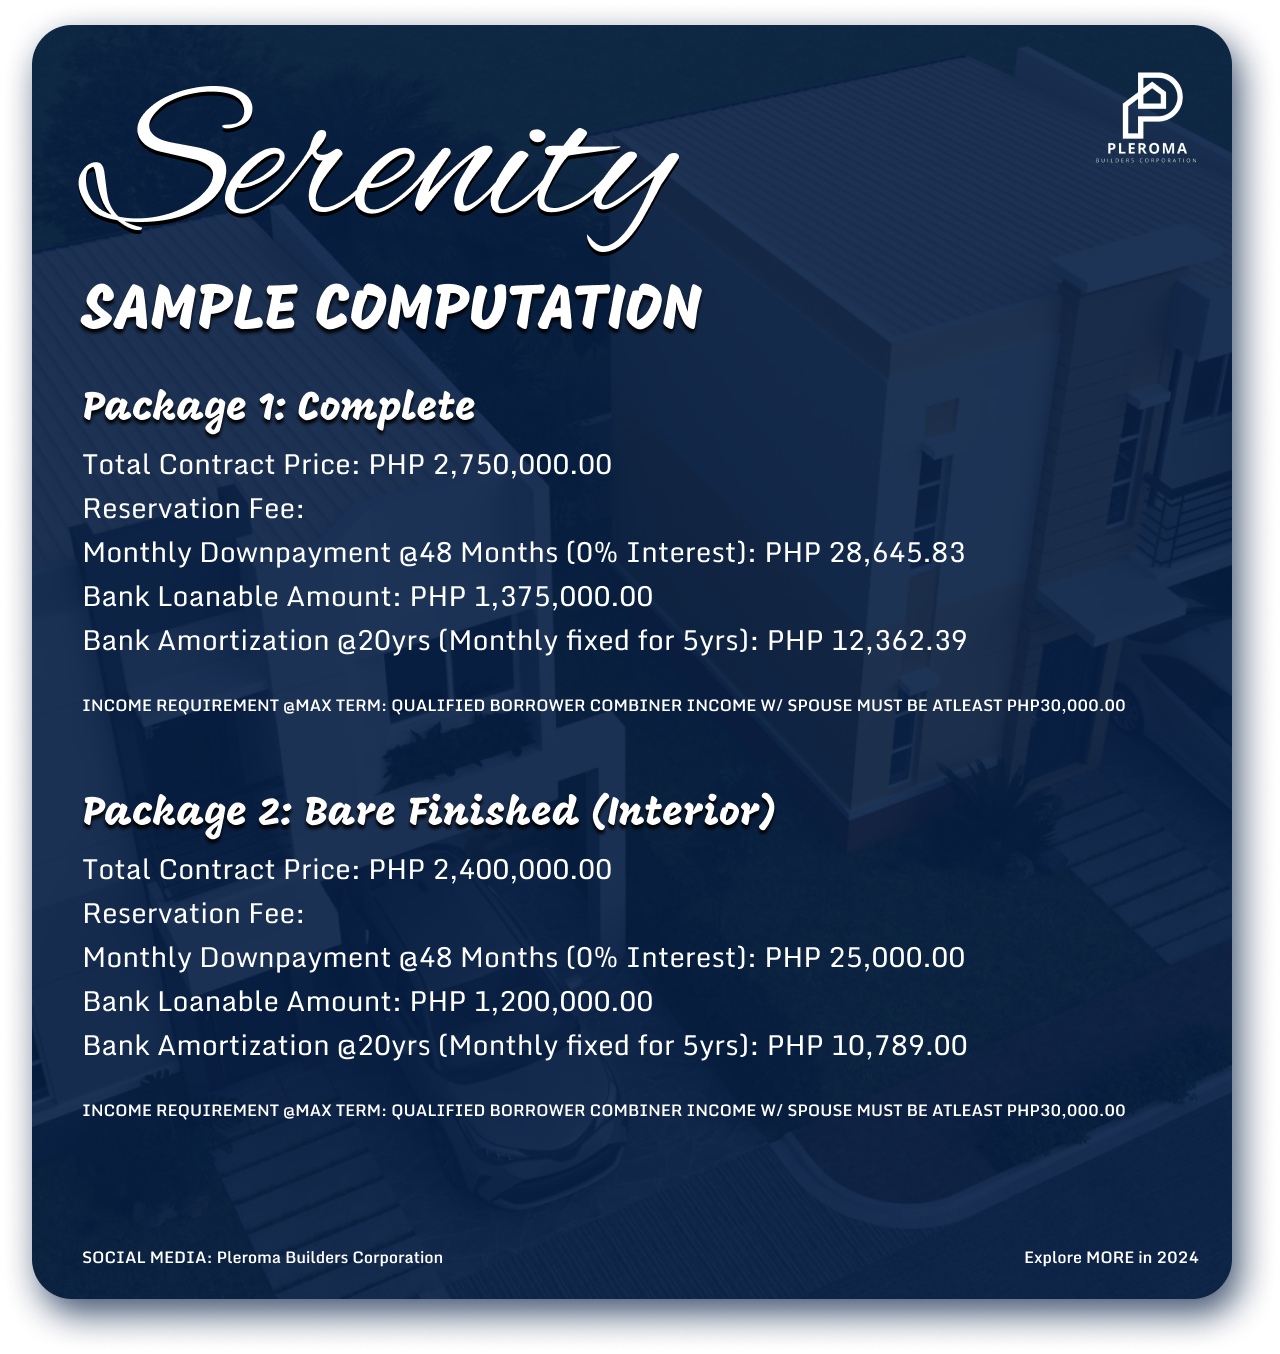 Serenity
PLEROMA
BUILDERS CORPORATION
SAMPLE COMPUTATION
Package 1: Complete
Total Contract Price: PHP 2,750,000.00
Reservation Fee:
Monthly Downpayment @48 Months (0% Interest): PHP 28,645.83
Bank Loanable Amount: PHP 1,375,000.00
Bank Amortization @20yrs (Monthly fixed for 5yrs): PHP 12,362.39
INCOME REQUIREMENT @MAX TERM: QUALIFIED BORROWER COMBINER INCOME W/ SPOUSE MUST BE ATLEAST PHP30,000.00
Package 2: Bare Finished (Interior)
Total Contract Price: PHP 2,400,000.00
Reservation Fee:
Monthly Downpayment @48 Months (0% Interest): PHP 25,000.00
Bank Loanable Amount: PHP 1,200,000.00
Bank Amortization @20yrs (Monthly fixed for 5yrs): PHP 10,789.00
INCOME REQUIREMENT @MAX TERM: QUALIFIED BORROWER COMBINER INCOME W/ SPOUSE MUST BE ATLEAST PHP30,000.00
SOCIAL MEDIA: Pleroma Builders Corporation
Explore MORE in 2024